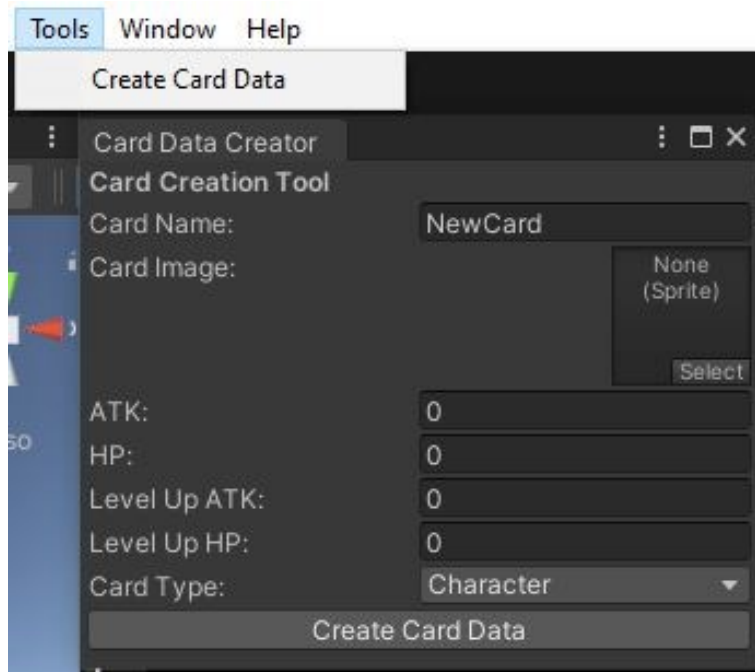 Tools Window Help
Create Card Data
Card Data Creator
Card Creation Tool
Card Name: NewCard
Card Image: None
(Sprite)
Select
ATK: 0
HP: 0
Level Up ATK: 0
Level Up HP: 0
Card Type: Character
Create Card Data
so